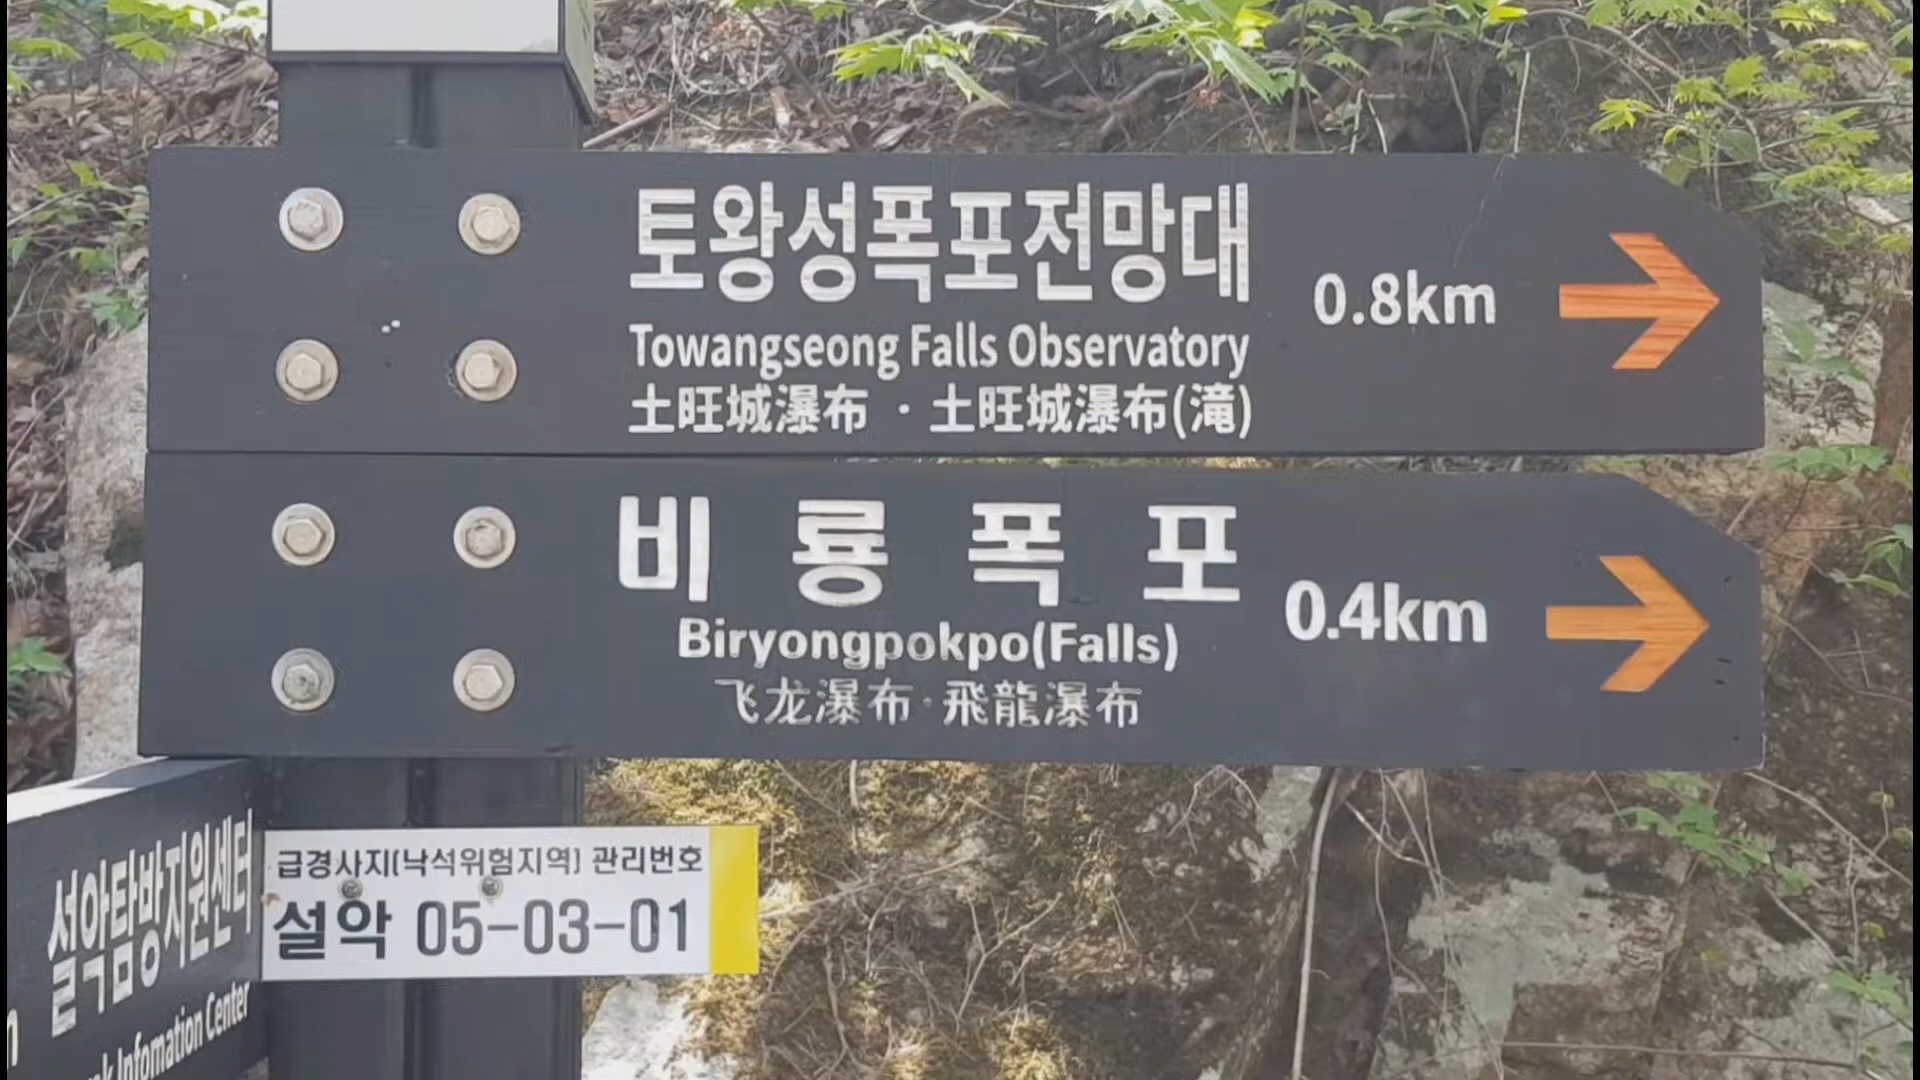 토왕성폭포전망대
Towangseong Falls Observatory
土旺城瀑布 · 土旺城瀑布(滝)
0.8km
비룡폭포
Biryongpokpo(Falls)
飞龙瀑布·飛龍瀑布
0.4km
설악탐방지원센터
Infomation Center
급경사지(낙석위험지역) 관리번호
설악 05-03-01